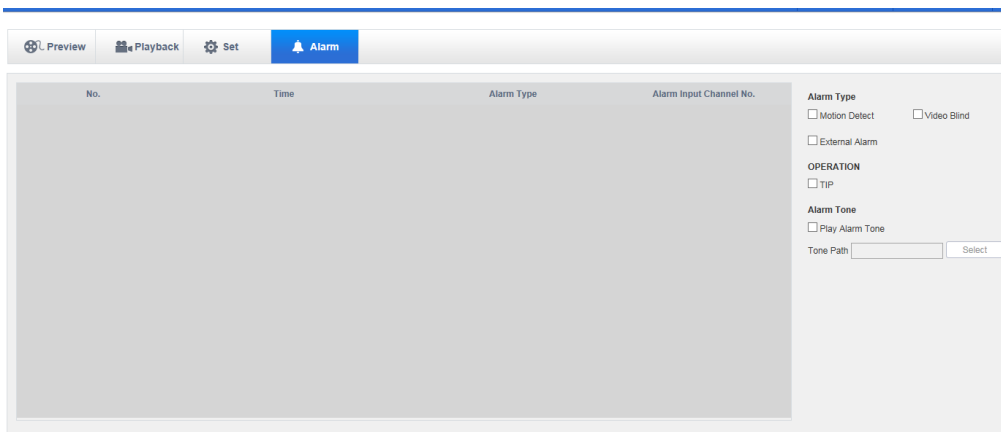 Preview Playback Set Alarm
No. Time Alarm Type Alarm Input Channel No.
Alarm Type
Motion Detect Video Blind
External Alarm
OPERATION
TIP
Alarm Tone
Play Alarm Tone
Tone Path Select